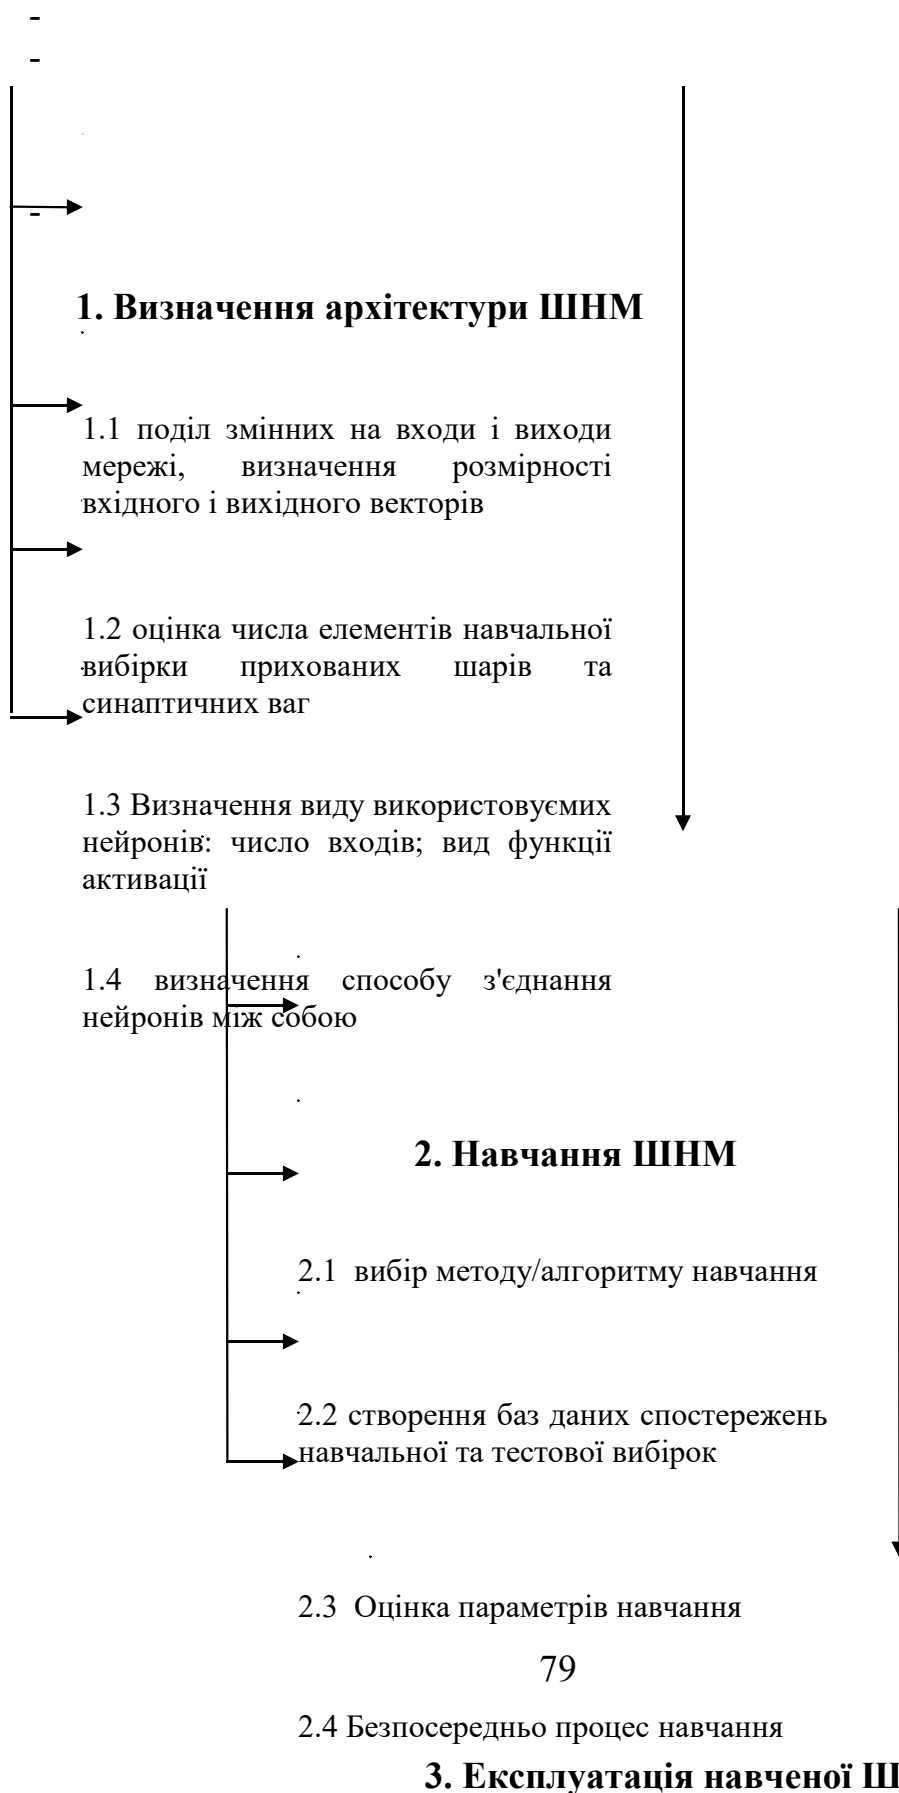 -
-
-
1. Визначення архітектури ШНМ
1.1 поділ змінних на входи і виходи
мережі, визначення розмірності
вхідного і вихідного векторів
1.2 оцінка числа елементів навчальної
вибірки прихованих шарів та
синаптичних ваг
1.3 Визначення виду використовуємих
нейронів: число входів; вид функції
активації
1.4 визначення способу з'єднання
нейронів між собою
2. Навчання ШНМ
2.1 вибір методу/алгоритму навчання
2.2 створення баз даних спостережень
навчальної та тестової вибірок
2.3 Оцінка параметрів навчання
79
2.4 Безпосередньо процес навчання
3. Експлуатація навченої Ш